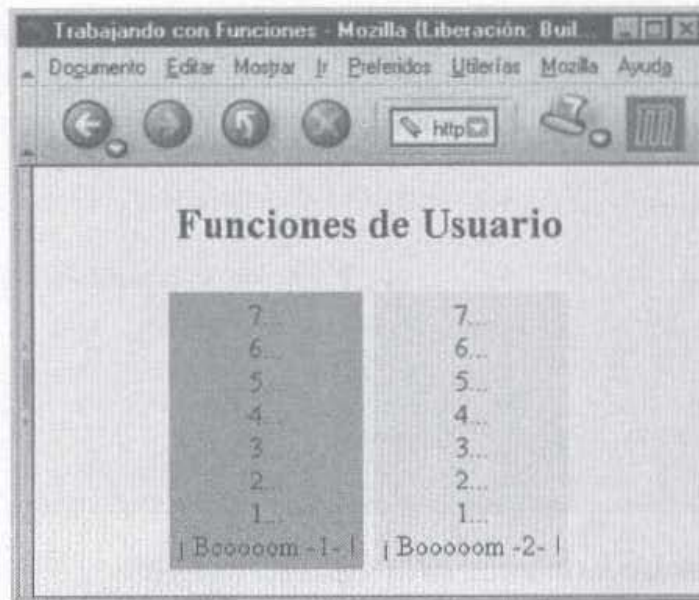 Trabajando con Funciones - Mozilla {Liberación: Buil...
Documento Editar Mostrar Ir Preferidos Utilerías Mozilla Ayuda
http
Funciones de Usuario
7... 7...
6... 6...
5... 5...
4... 4...
3... 3...
2... 2...
1... 1...
¡ Booooom -1- ! ¡ Booooom -2- !